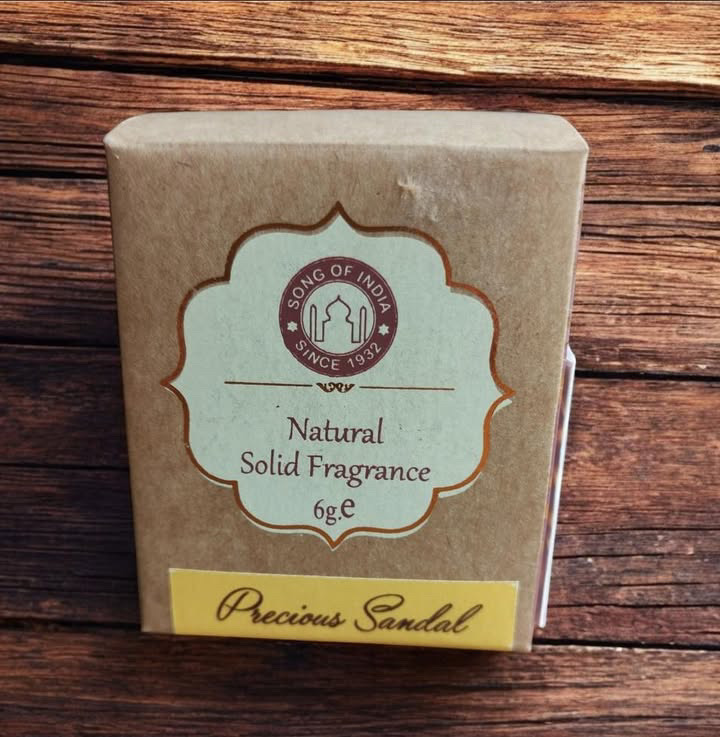 SONG OF INDIA
SINCE 1932
Natural
Solid Fragrance
6g.e
Precious Sandal